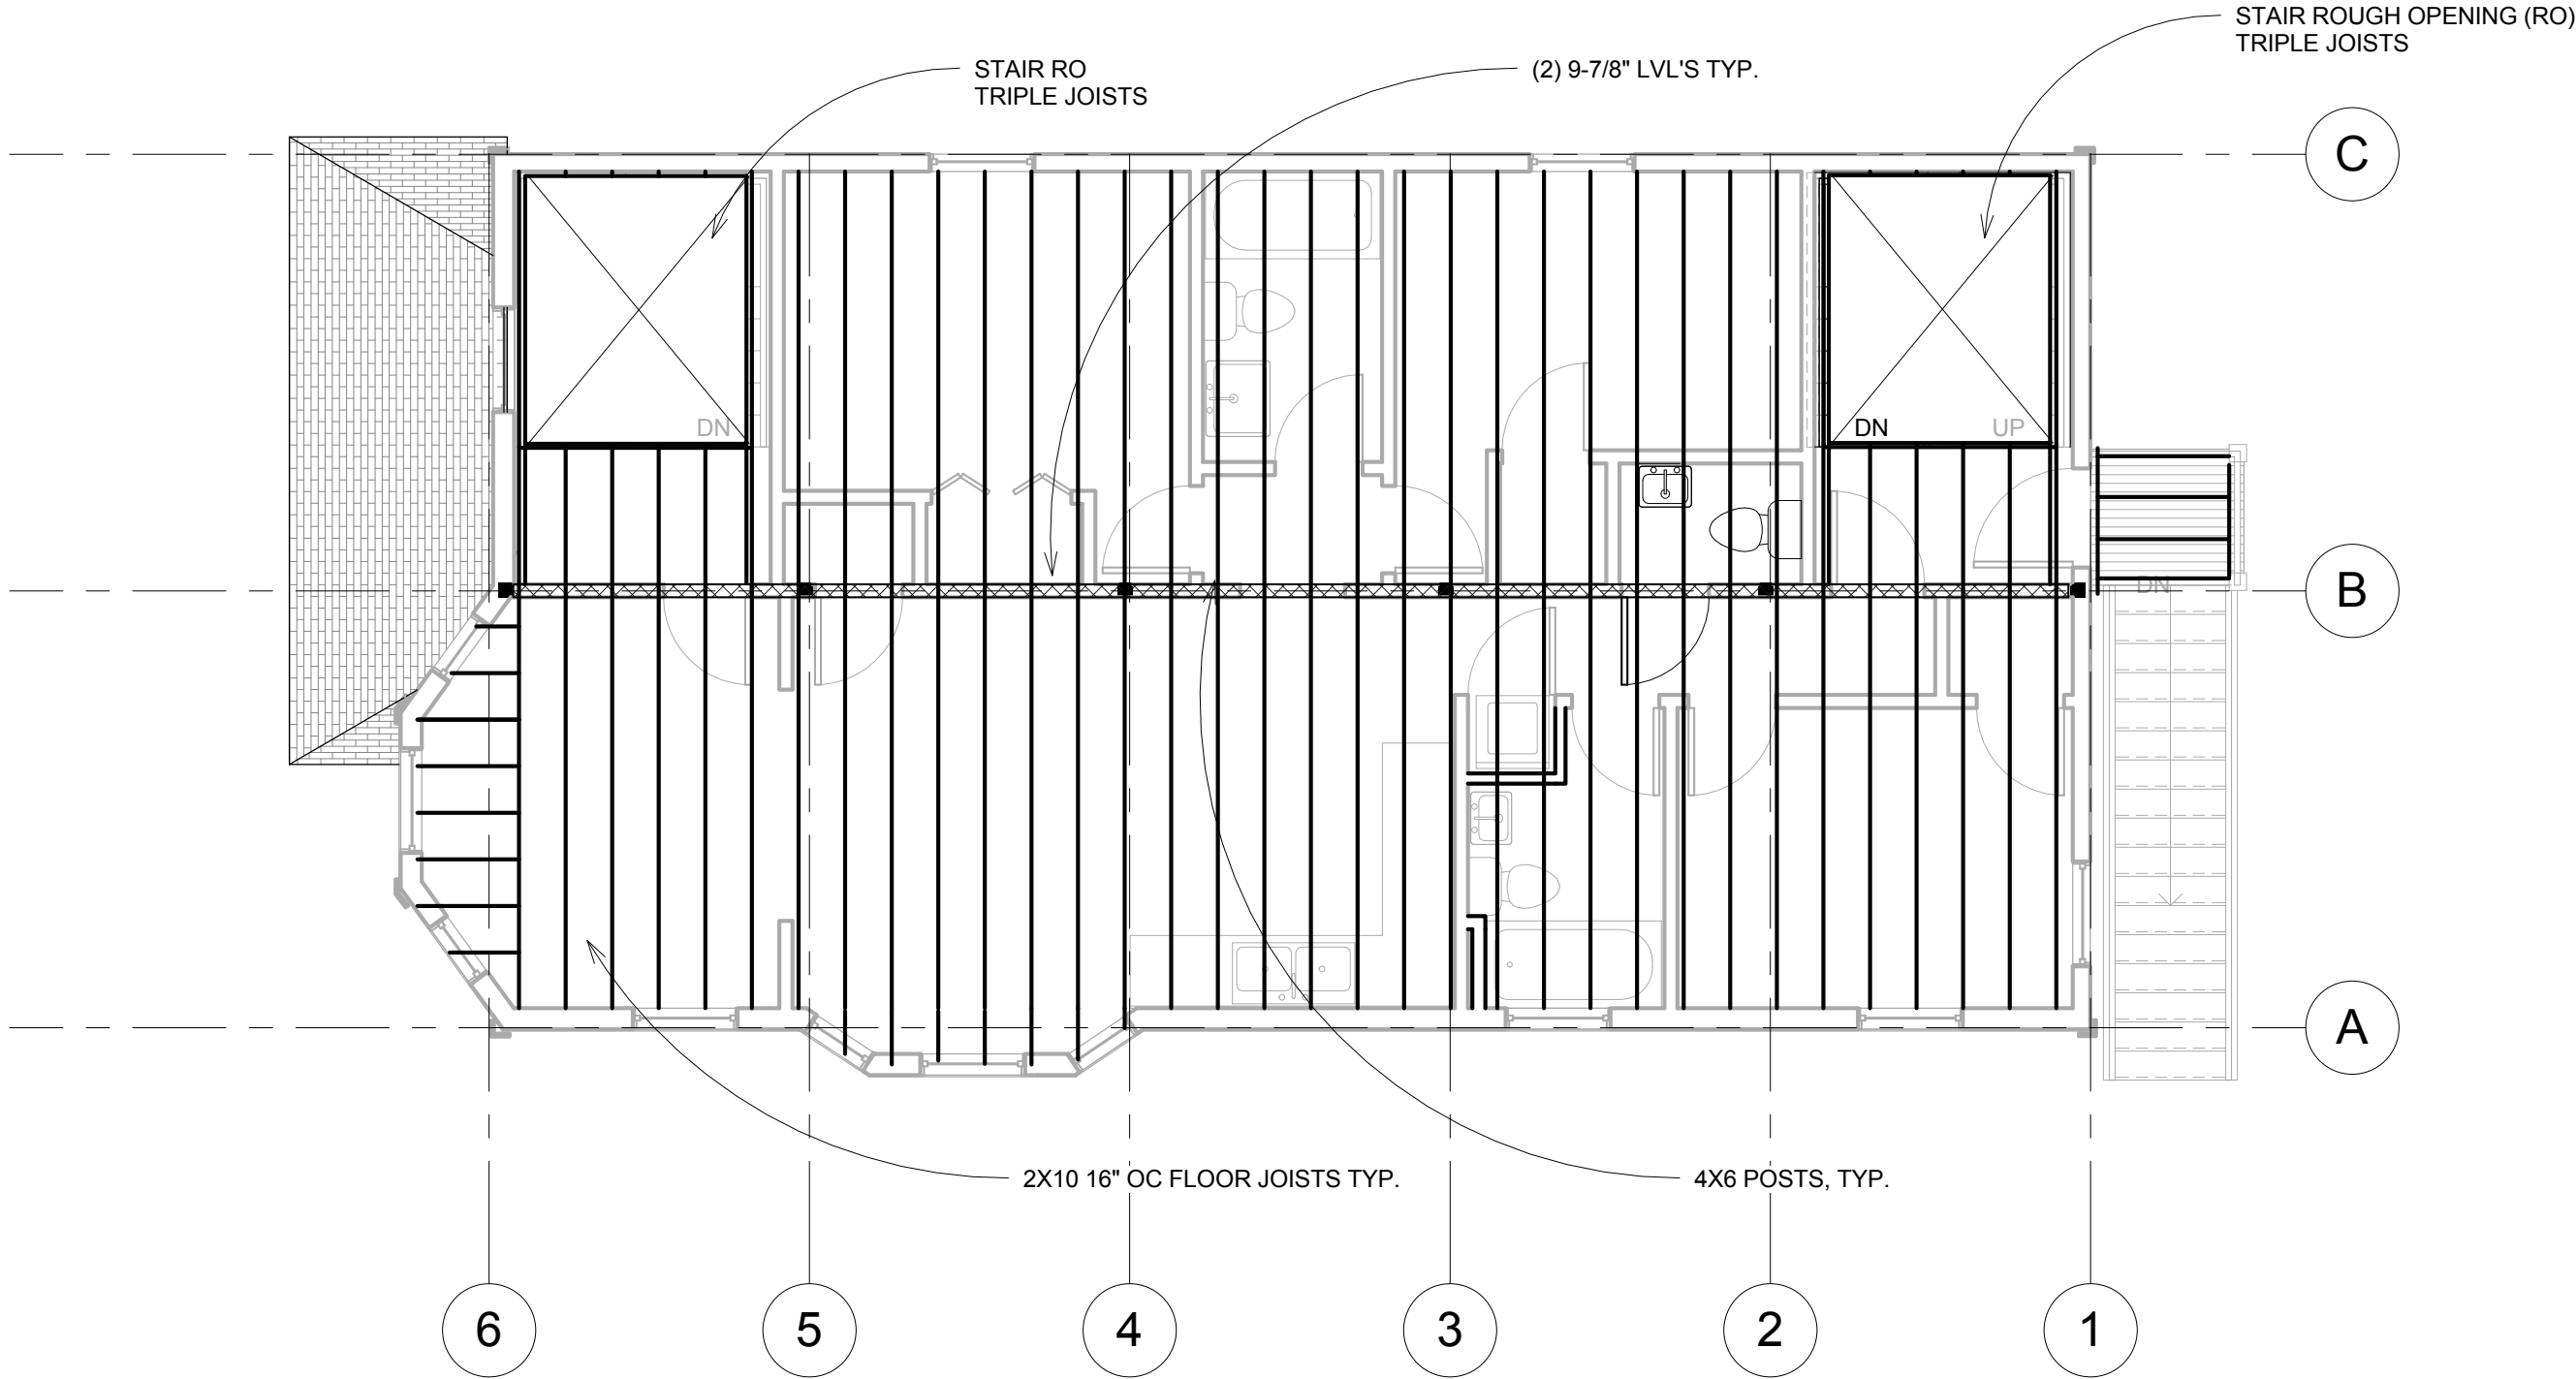 STAIR ROUGH OPENING (RO)
TRIPLE JOISTS
STAIR RO
TRIPLE JOISTS
(2) 9-7/8" LVL'S TYP.
C
DN
DN
UP
B
DN
A
2X10 16" OC FLOOR JOISTS TYP.
4X6 POSTS, TYP.
6
5
4
3
2
1